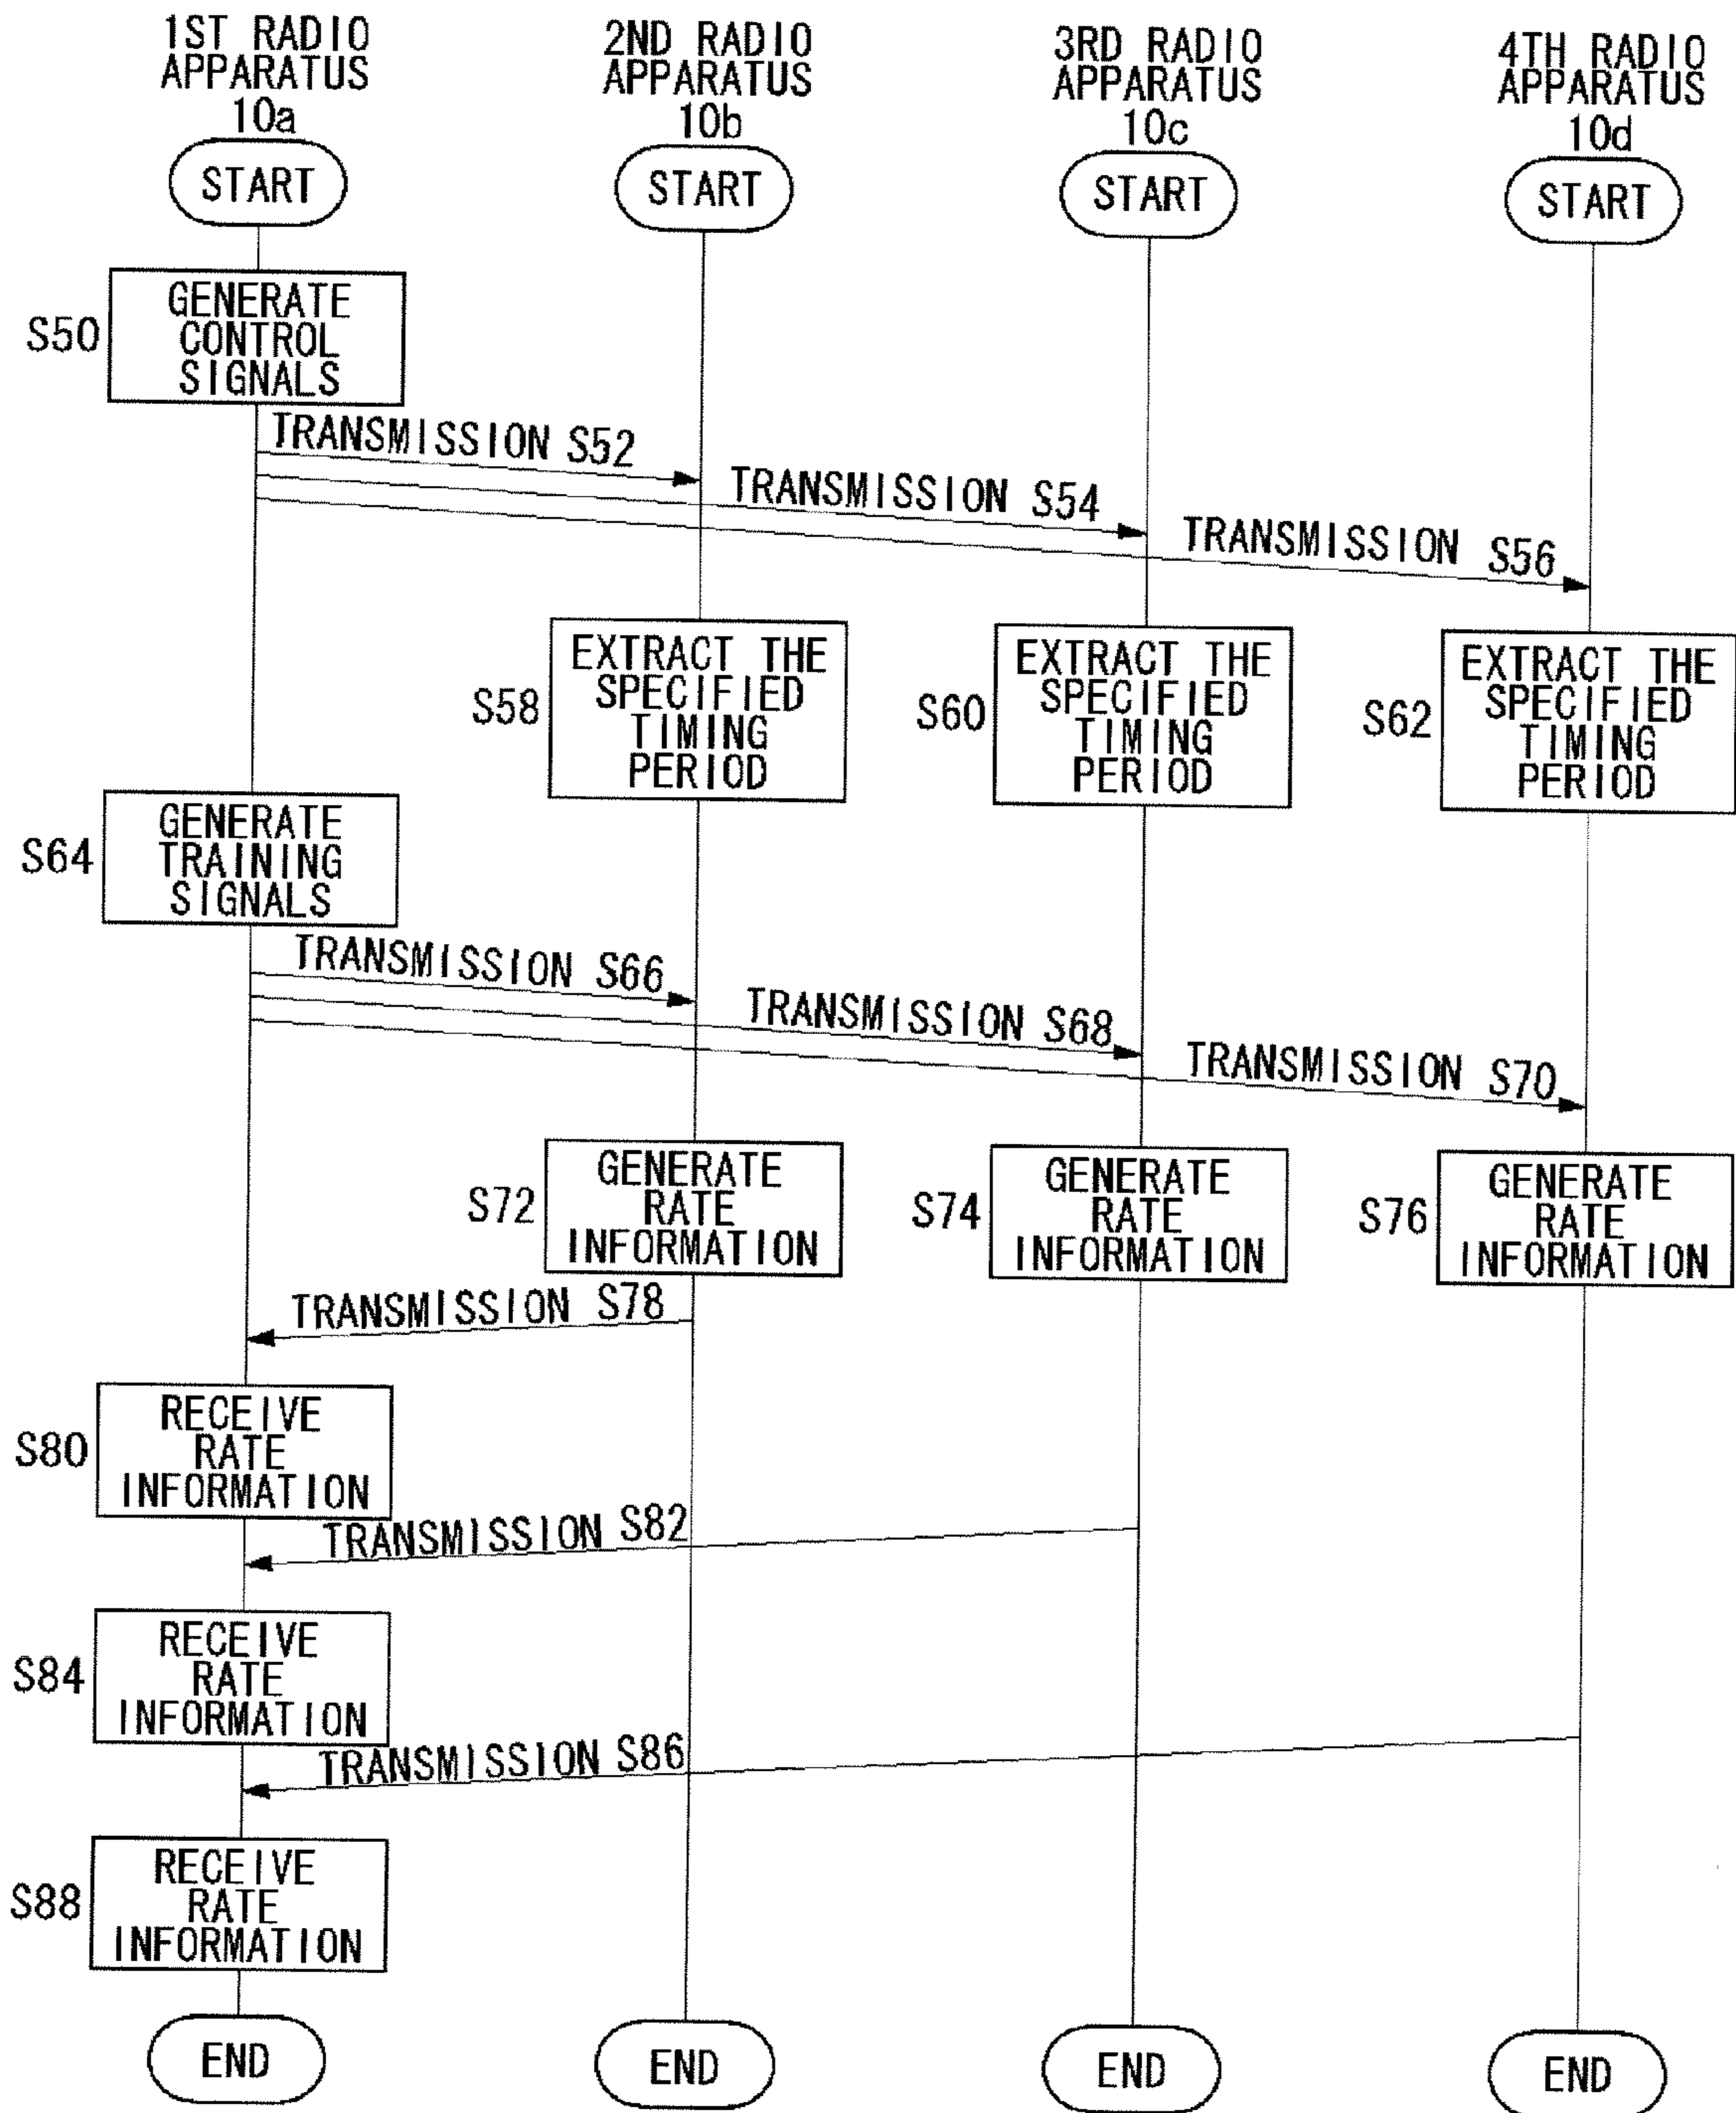 1ST RADIO
APPARATUS
10a
2ND RADIO
APPARATUS
10b
3RD RADIO
APPARATUS
10c
4TH RADIO
APPARATUS
10d
START
START
START
START
S50
GENERATE
CONTROL
SIGNALS
TRANSMISSION S52
TRANSMISSION S54
TRANSMISSION S56
S58
EXTRACT THE
SPECIFIED
TIMING
PERIOD
S60
EXTRACT THE
SPECIFIED
TIMING
PERIOD
S62
EXTRACT THE
SPECIFIED
TIMING
PERIOD
S64
GENERATE
TRAINING
SIGNALS
TRANSMISSION S66
TRANSMISSION S68
TRANSMISSION S70
S72
GENERATE
RATE
INFORMATION
S74
GENERATE
RATE
INFORMATION
S76
GENERATE
RATE
INFORMATION
TRANSMISSION S78
S80
RECEIVE
RATE
INFORMATION
TRANSMISSION S82
S84
RECEIVE
RATE
INFORMATION
TRANSMISSION S86
S88
RECEIVE
RATE
INFORMATION
END
END
END
END